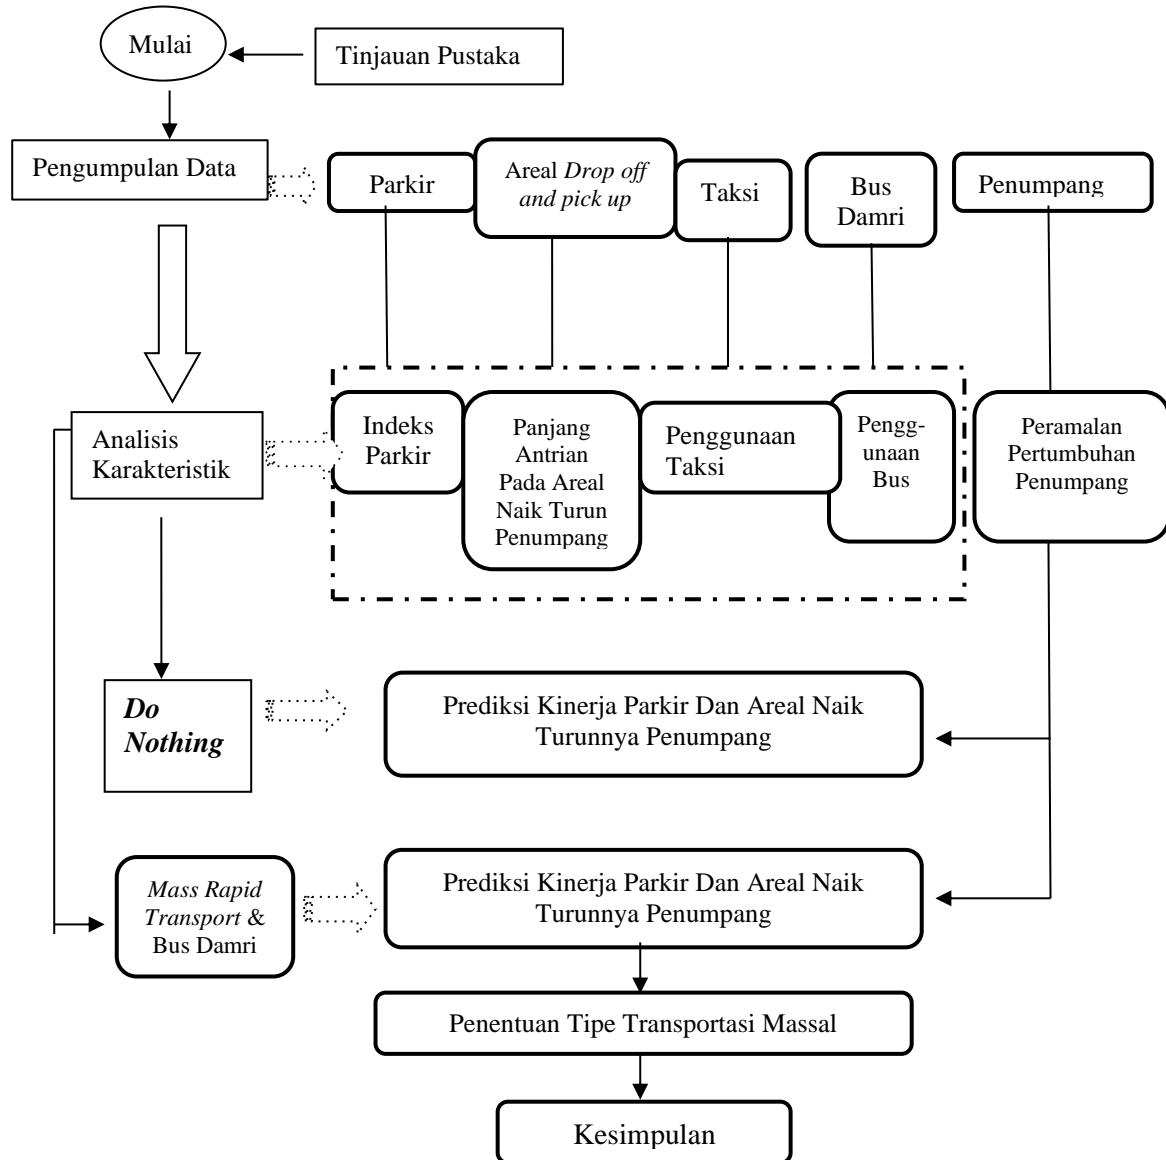 Mulai
Tinjauan Pustaka
Pengumpulan Data
Parkir
Areal Drop off
and pick up
Taksi
Bus
Damri
Penumpang
Analisis
Karakteristik
Indeks
Parkir
Panjang
Antrian
Pada Areal
Naik Turun
Penumpang
Penggunaan
Taksi
Pengg-
unaan
Bus
Peramalan
Pertumbuhan
Penumpang
Do
Nothing
Prediksi Kinerja Parkir Dan Areal Naik
Turunnya Penumpang
Mass Rapid
Transport &
Bus Damri
Prediksi Kinerja Parkir Dan Areal Naik
Turunnya Penumpang
Penentuan Tipe Transportasi Massal
Kesimpulan